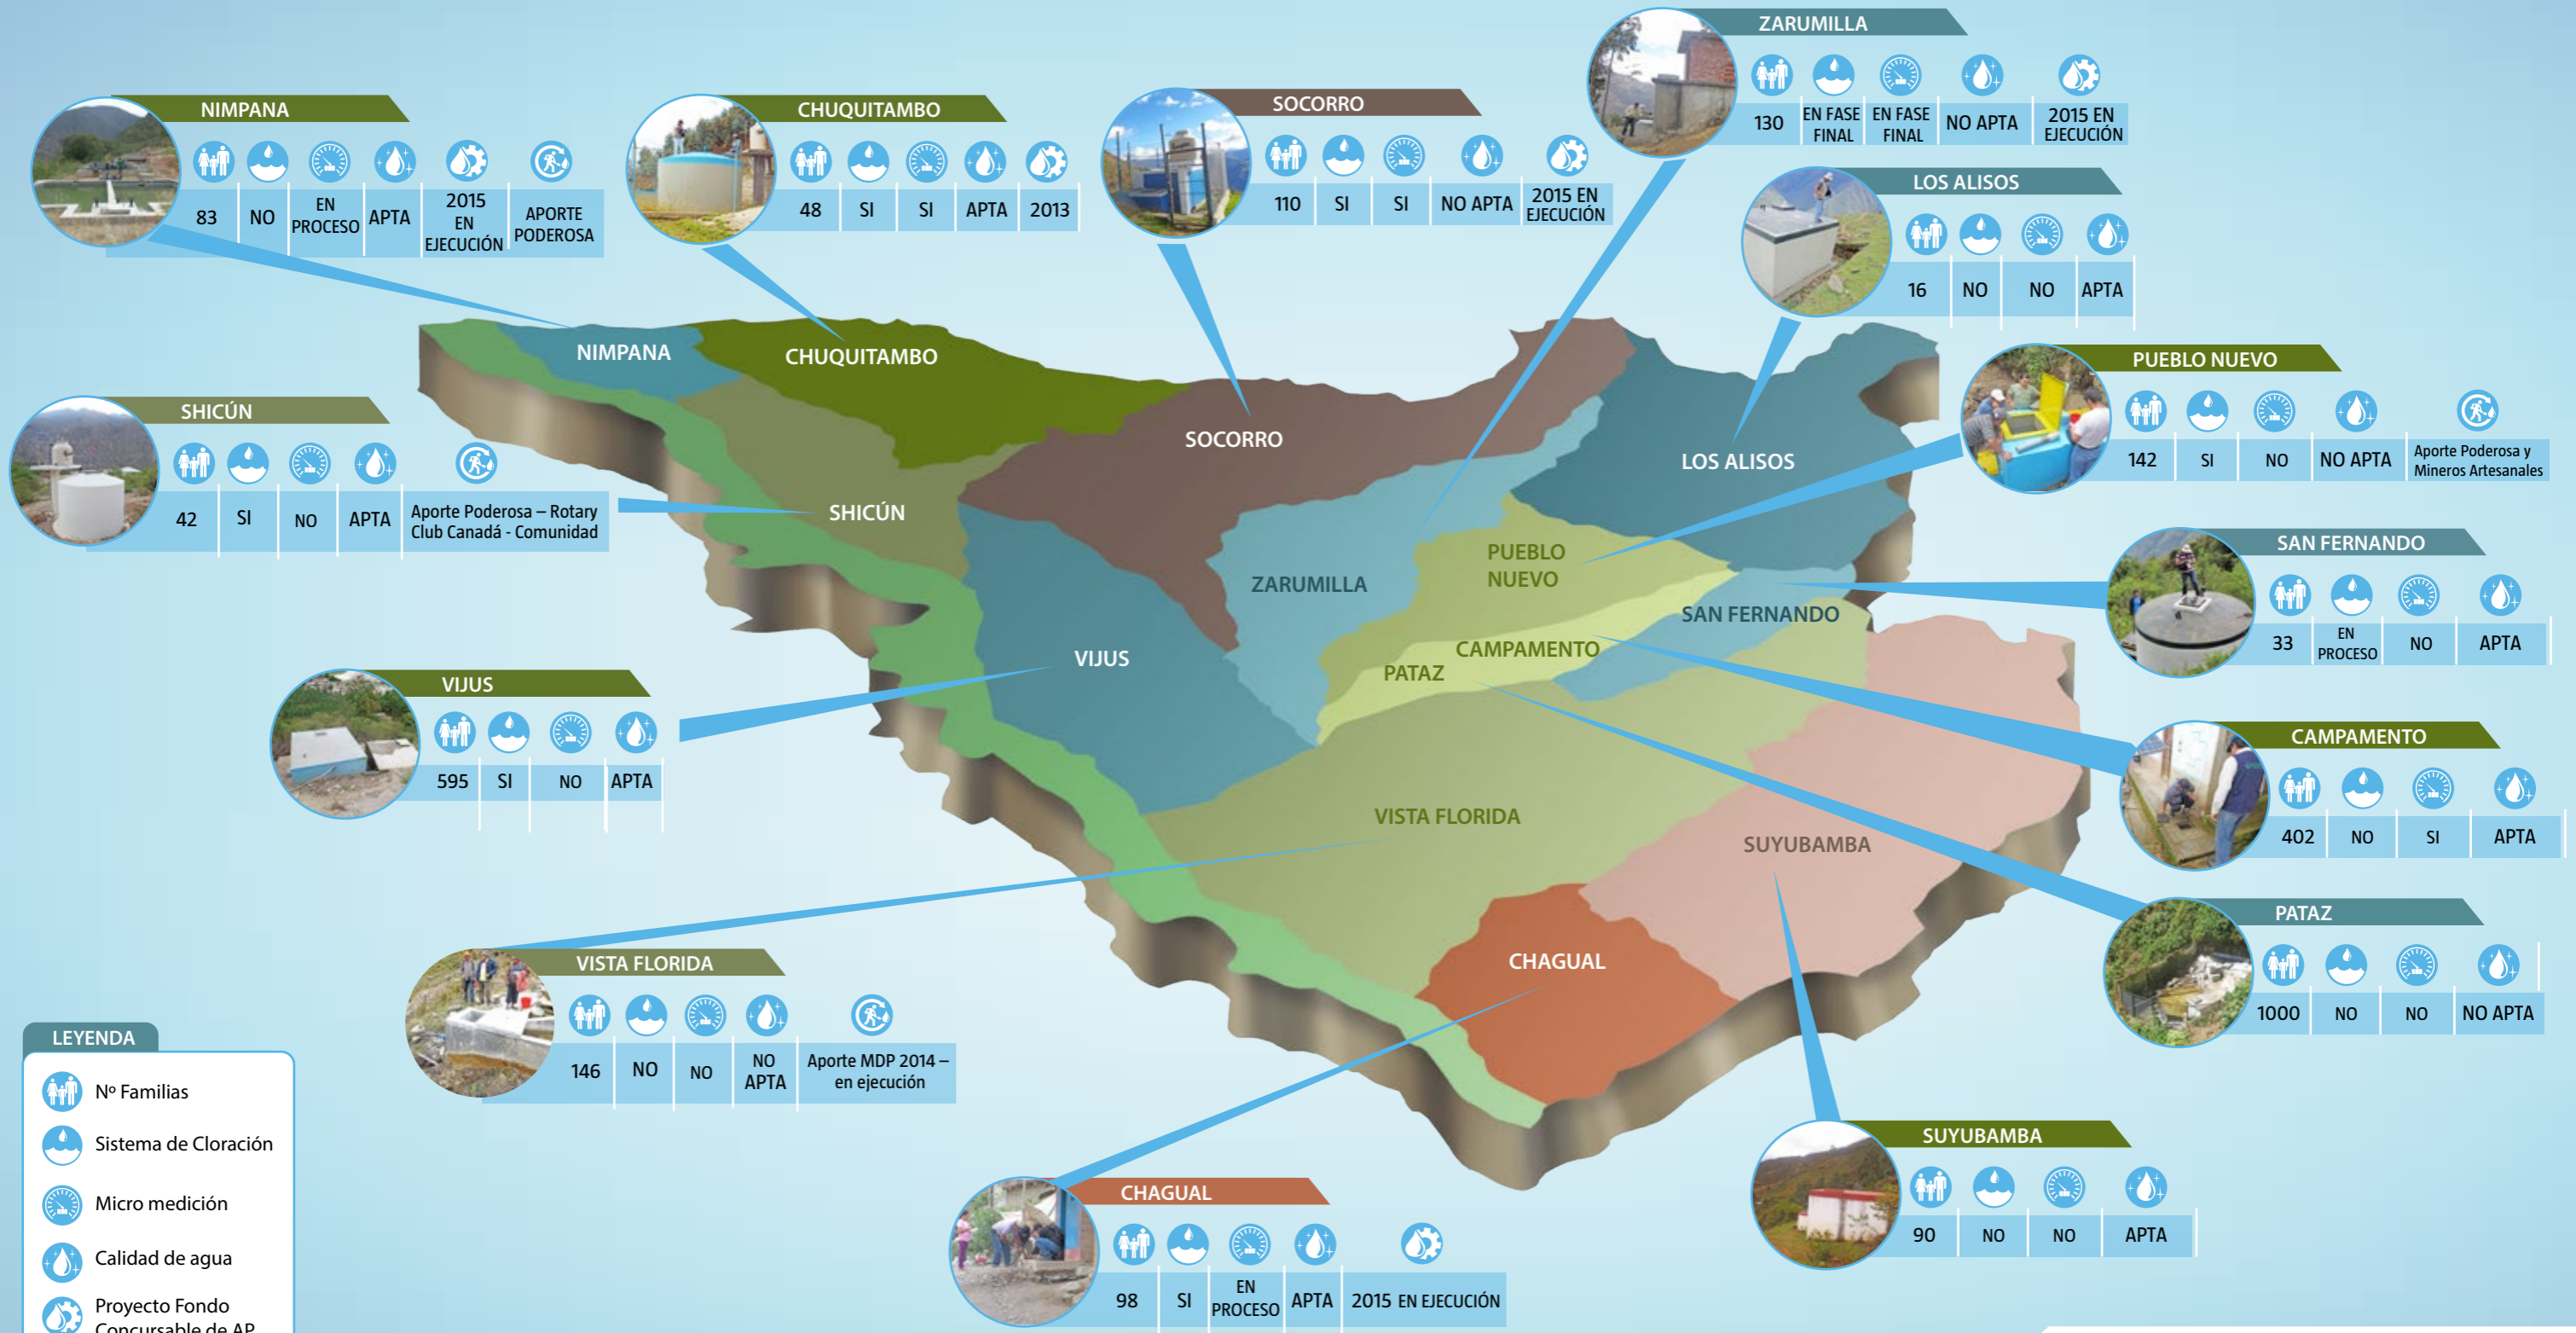 ZARUMILLA
130
EN FASE
FINAL
EN FASE
FINAL
NO APTA
2015 EN
EJECUCIÓN
NIMPANA
83
NO
EN
PROCESO
APTA
2015
EN
EJECUCIÓN
APORTE
PODEROSA
CHUQUITAMBO
48
SI
SI
APTA
2013
SOCORRO
110
SI
SI
NO APTA
2015 EN
EJECUCIÓN
LOS ALISOS
16
NO
NO
APTA
PUEBLO NUEVO
142
SI
NO
NO APTA
Aporte Poderosa y
Mineros Artesanales
SHICÚN
42
SI
NO
APTA
Aporte Poderosa – Rotary
Club Canadá - Comunidad
NIMPANA
CHUQUITAMBO
SOCORRO
LOS ALISOS
SHICÚN
PUEBLO
NUEVO
ZARUMILLA
SAN FERNANDO
CAMPAMENTO
VIJUS
PATAZ
VISTA FLORIDA
SUYUBAMBA
CHAGUAL
SAN FERNANDO
33
EN
PROCESO
NO
APTA
VIJUS
595
SI
NO
APTA
CAMPAMENTO
402
NO
SI
APTA
PATAZ
1000
NO
NO
NO APTA
VISTA FLORIDA
146
NO
NO
NO
APTA
Aporte MDP 2014 –
en ejecución
SUYUBAMBA
90
NO
NO
APTA
CHAGUAL
98
SI
EN
PROCESO
APTA
2015 EN EJECUCIÓN
LEYENDA
Nº Familias
Sistema de Cloración
Micro medición
Calidad de agua
Proyecto Fondo
Concursable de AP